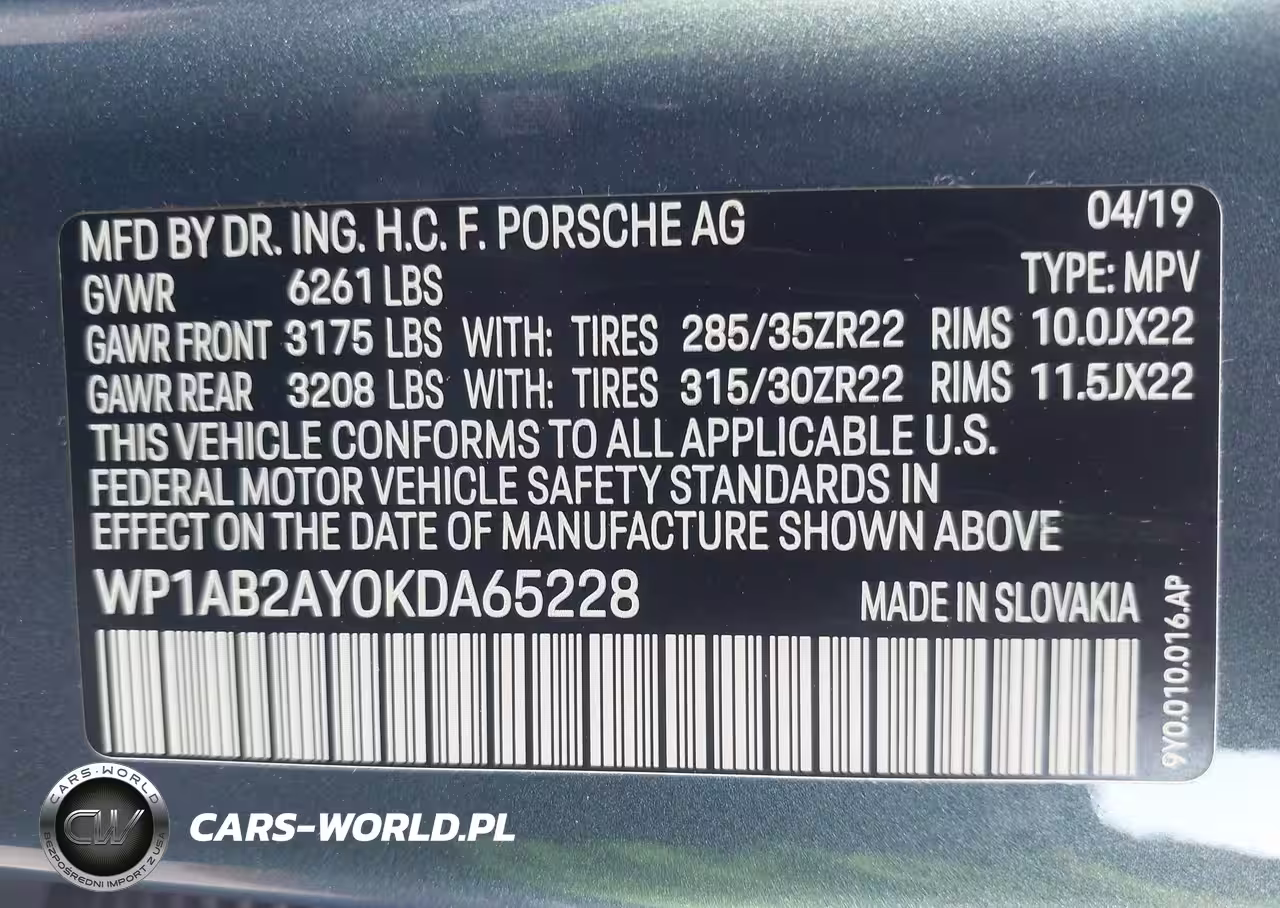 MFD BY DR. ING. H.C. F. PORSCHE AG 04/19
GVWR 6261 LBS TYPE: MPV
GAWR FRONT 3175 LBS WITH: TIRES 285/35ZR22 RIMS 10.0JX22
GAWR REAR 3208 LBS WITH: TIRES 315/30ZR22 RIMS 11.5JX22
THIS VEHICLE CONFORMS TO ALL APPLICABLE U.S.
FEDERAL MOTOR VEHICLE SAFETY STANDARDS IN
EFFECT ON THE DATE OF MANUFACTURE SHOWN ABOVE
WP1AB2AY0KDA65228 MADE IN SLOVAKIA
9Y0.010.016.AP
CARS-WORLD
CW
BEZPOŚREDNI IMPORT Z USA
CARS-WORLD.PL